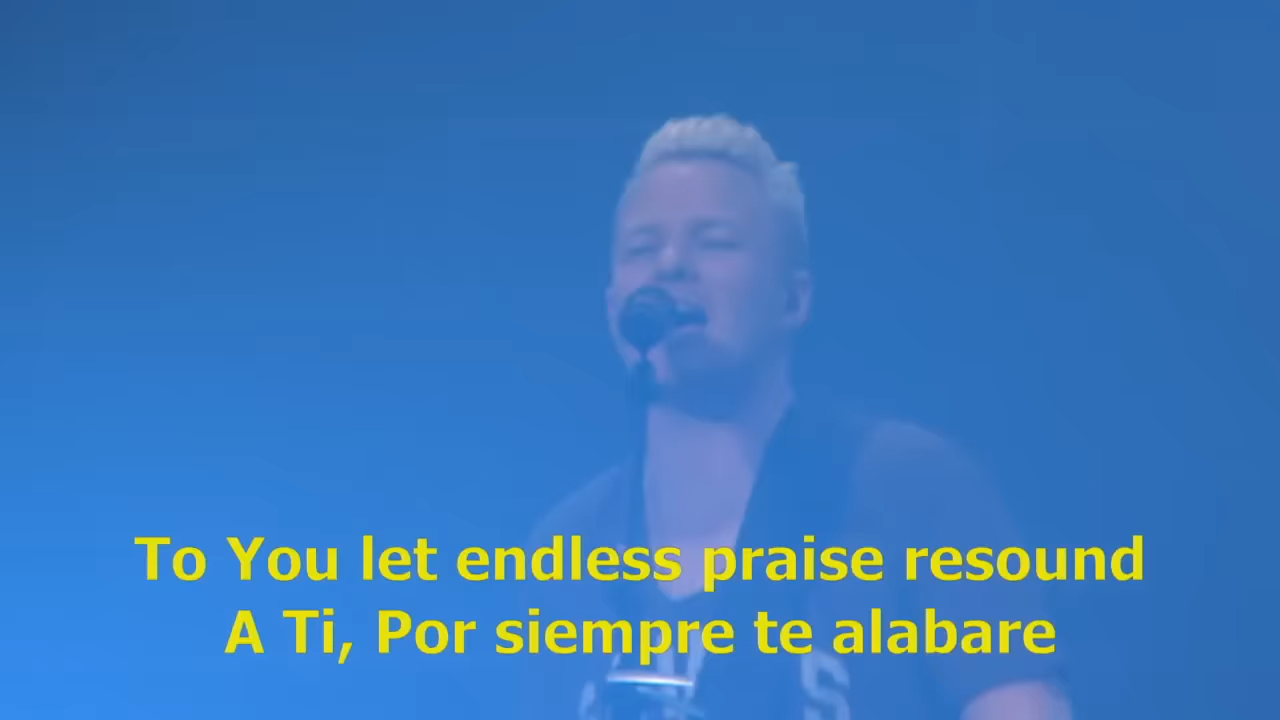 To You let endless praise resound
A Ti, Por siempre te alabare